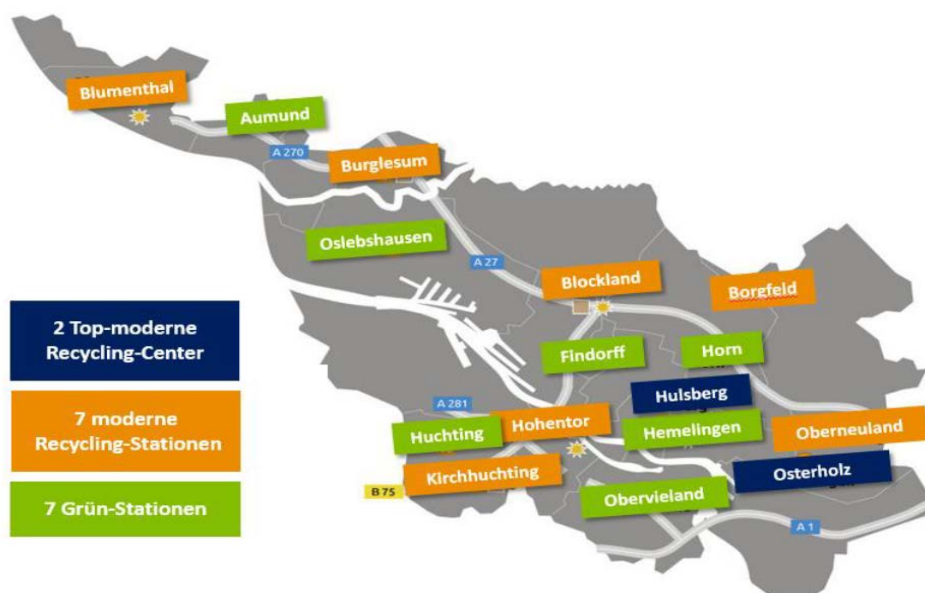 Blumenthal
Aumund
A 270
Burglesum
Oslebshausen
A 27
Blockland
Borgfeld
2 Top-moderne
Recycling-Center
7 moderne
Recycling-Stationen
7 Grün-Stationen
Findorff
Horn
Hulsberg
A 281
Hohentor
Huchting
Hemelingen
Oberneuland
Kirchhuchting
Osterholz
B 75
Obervieland
A 1